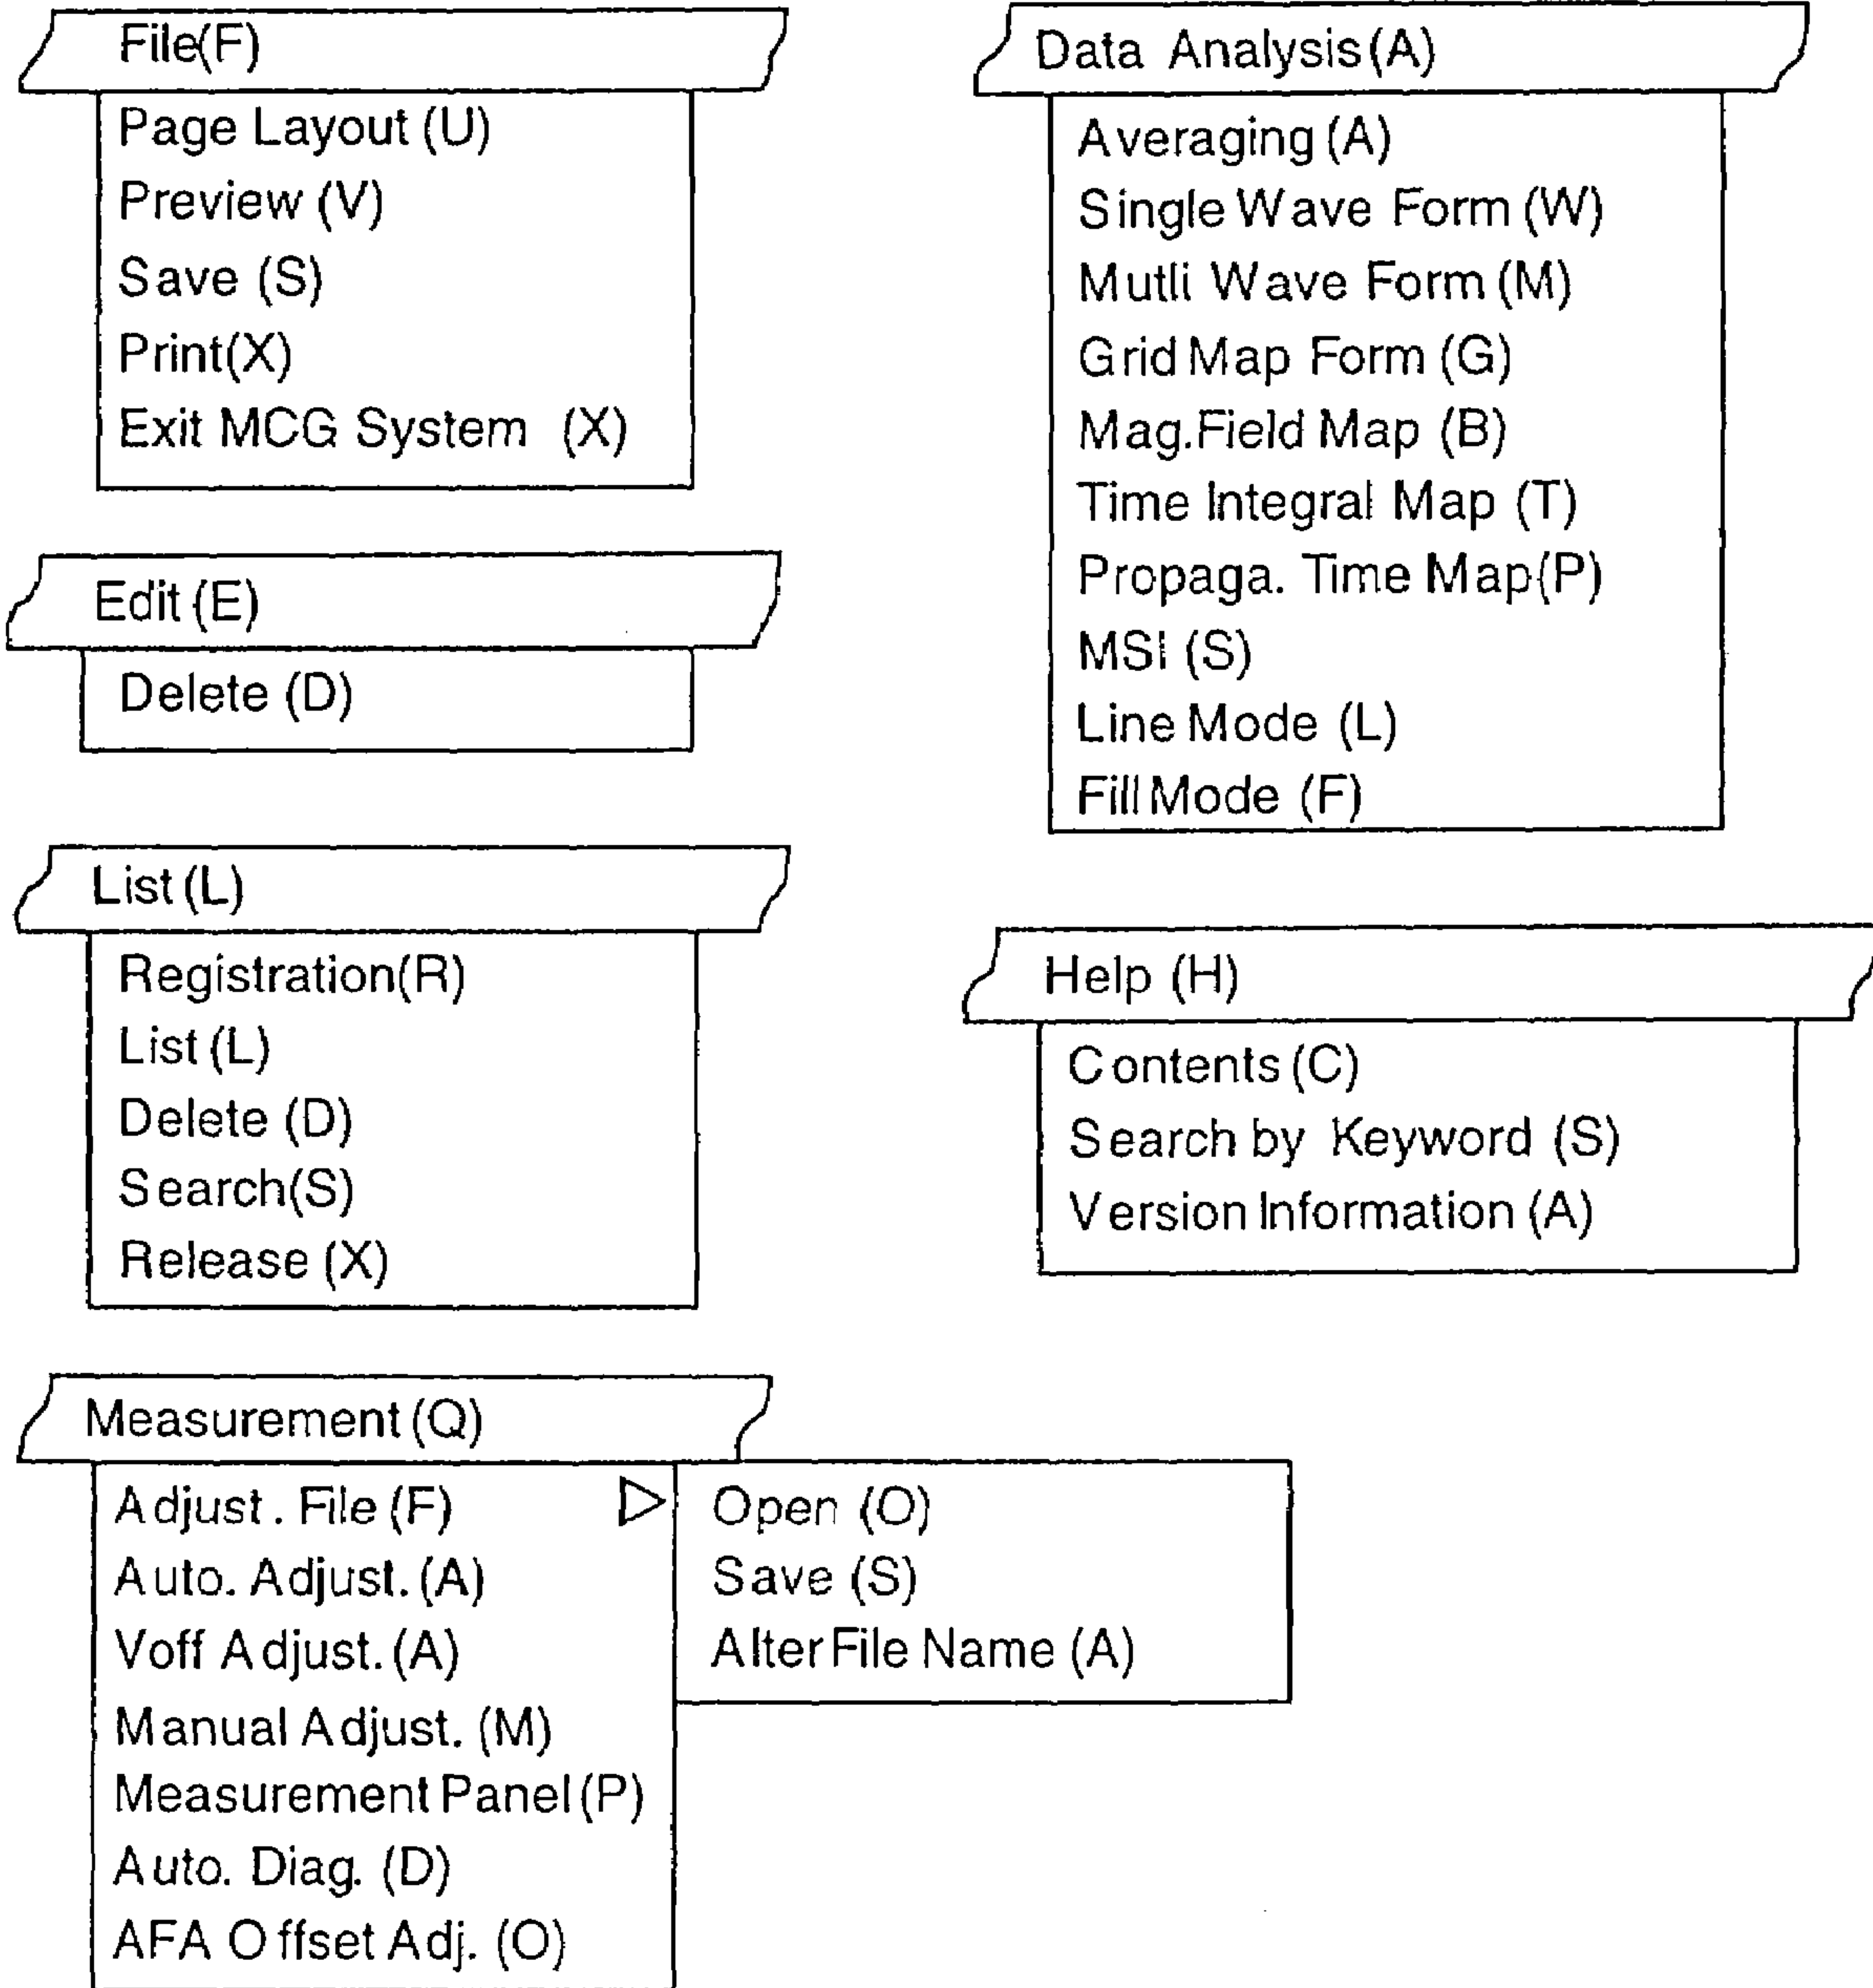 File(F)
Page Layout (U)
Preview (V)
Save (S)
Print(X)
Exit MCG System (X)
Edit (E)
Delete (D)
List (L)
Registration(R)
List (L)
Delete (D)
Search(S)
Release (X)
Measurement (Q)
Adjust. File (F)
Auto. Adjust. (A)
Voff Adjust. (A)
Manual Adjust. (M)
Measurement Panel (P)
Auto. Diag. (D)
AFA Offset Adj. (O)
Open (O)
Save (S)
Alter File Name (A)
Data Analysis (A)
Averaging (A)
Single Wave Form (W)
Mutli Wave Form (M)
Grid Map Form (G)
Mag.Field Map (B)
Time Integral Map (T)
Propaga. Time Map(P)
MSI (S)
Line Mode (L)
Fill Mode (F)
Help (H)
Contents (C)
Search by Keyword (S)
Version Information (A)